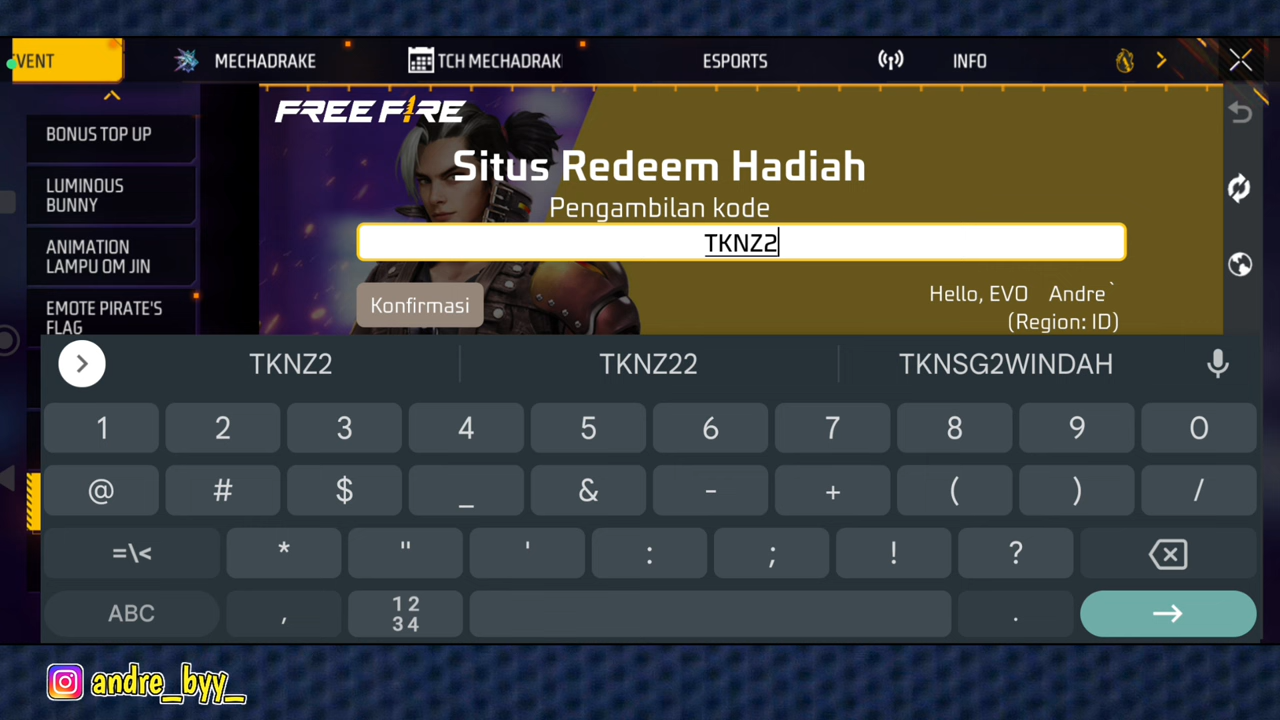 VENT
MECHADRAKE
TCH MECHADRAK
ESPORTS
INFO
BONUS TOP UP
LUMINOUS
BUNNY
ANIMATION
LAMPU OM JIN
EMOTE PIRATE'S
FLAG
FREE FIRE
Situs Redeem Hadiah
Pengambilan kode
TKNZ2
Konfirmasi
Hello, EVO Andre`
(Region: ID)
TKNZ2 TKNZ22 TKNSG2WINDAH
1 2 3 4 5 6 7 8 9 0
@ # $ _ & - + ( ) /
=\< * " ' : ; ! ?
ABC , 12 34 .
andre_byy_